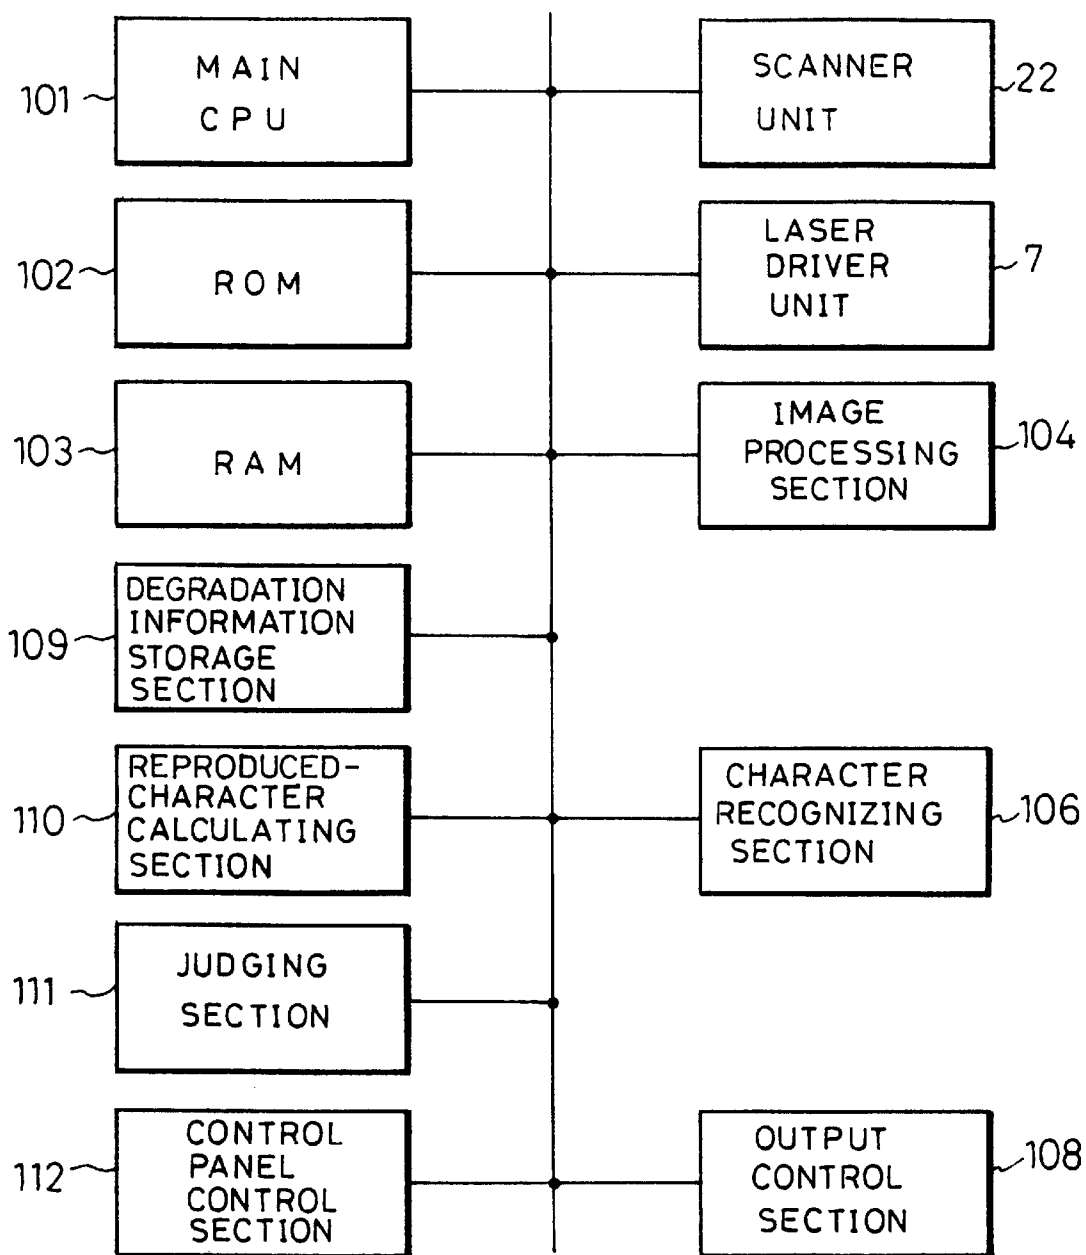 101
MAIN
CPU
SCANNER
UNIT
22
102
ROM
LASER
DRIVER
UNIT
7
103
RAM
IMAGE
PROCESSING
SECTION
104
109
DEGRADATION
INFORMATION
STORAGE
SECTION
110
REPRODUCED-
CHARACTER
CALCULATING
SECTION
CHARACTER
RECOGNIZING
SECTION
106
111
JUDGING
SECTION
112
CONTROL
PANEL
CONTROL
SECTION
OUTPUT
CONTROL
SECTION
108